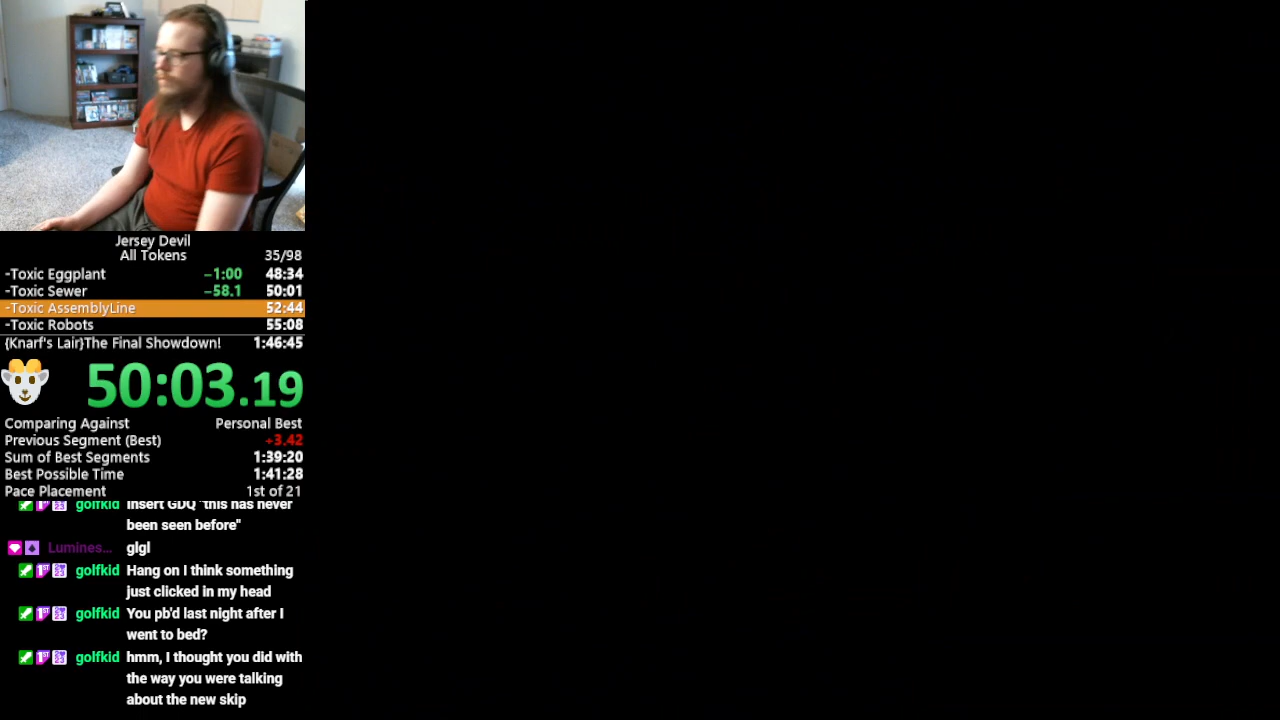 Jersey Devil
All Tokens 35/98
-Toxic Eggplant −1:00 48:34
-Toxic Sewer −58.1 50:01
-Toxic AssemblyLine 52:44
-Toxic Robots 55:08
{Knarf's Lair}The Final Showdown! 1:46:45
50:03.19
Comparing Against Personal Best
Previous Segment (Best) +3.42
Sum of Best Segments 1:39:20
Best Possible Time 1:41:28
Pace Placement 1st of 21
golfkid Insert GDQ "this has never
been seen before"
Lumines... glgl
golfkid Hang on I think something
just clicked in my head
golfkid You pb'd last night after I
went to bed?
golfkid hmm, I thought you did with
the way you were talking
about the new skip